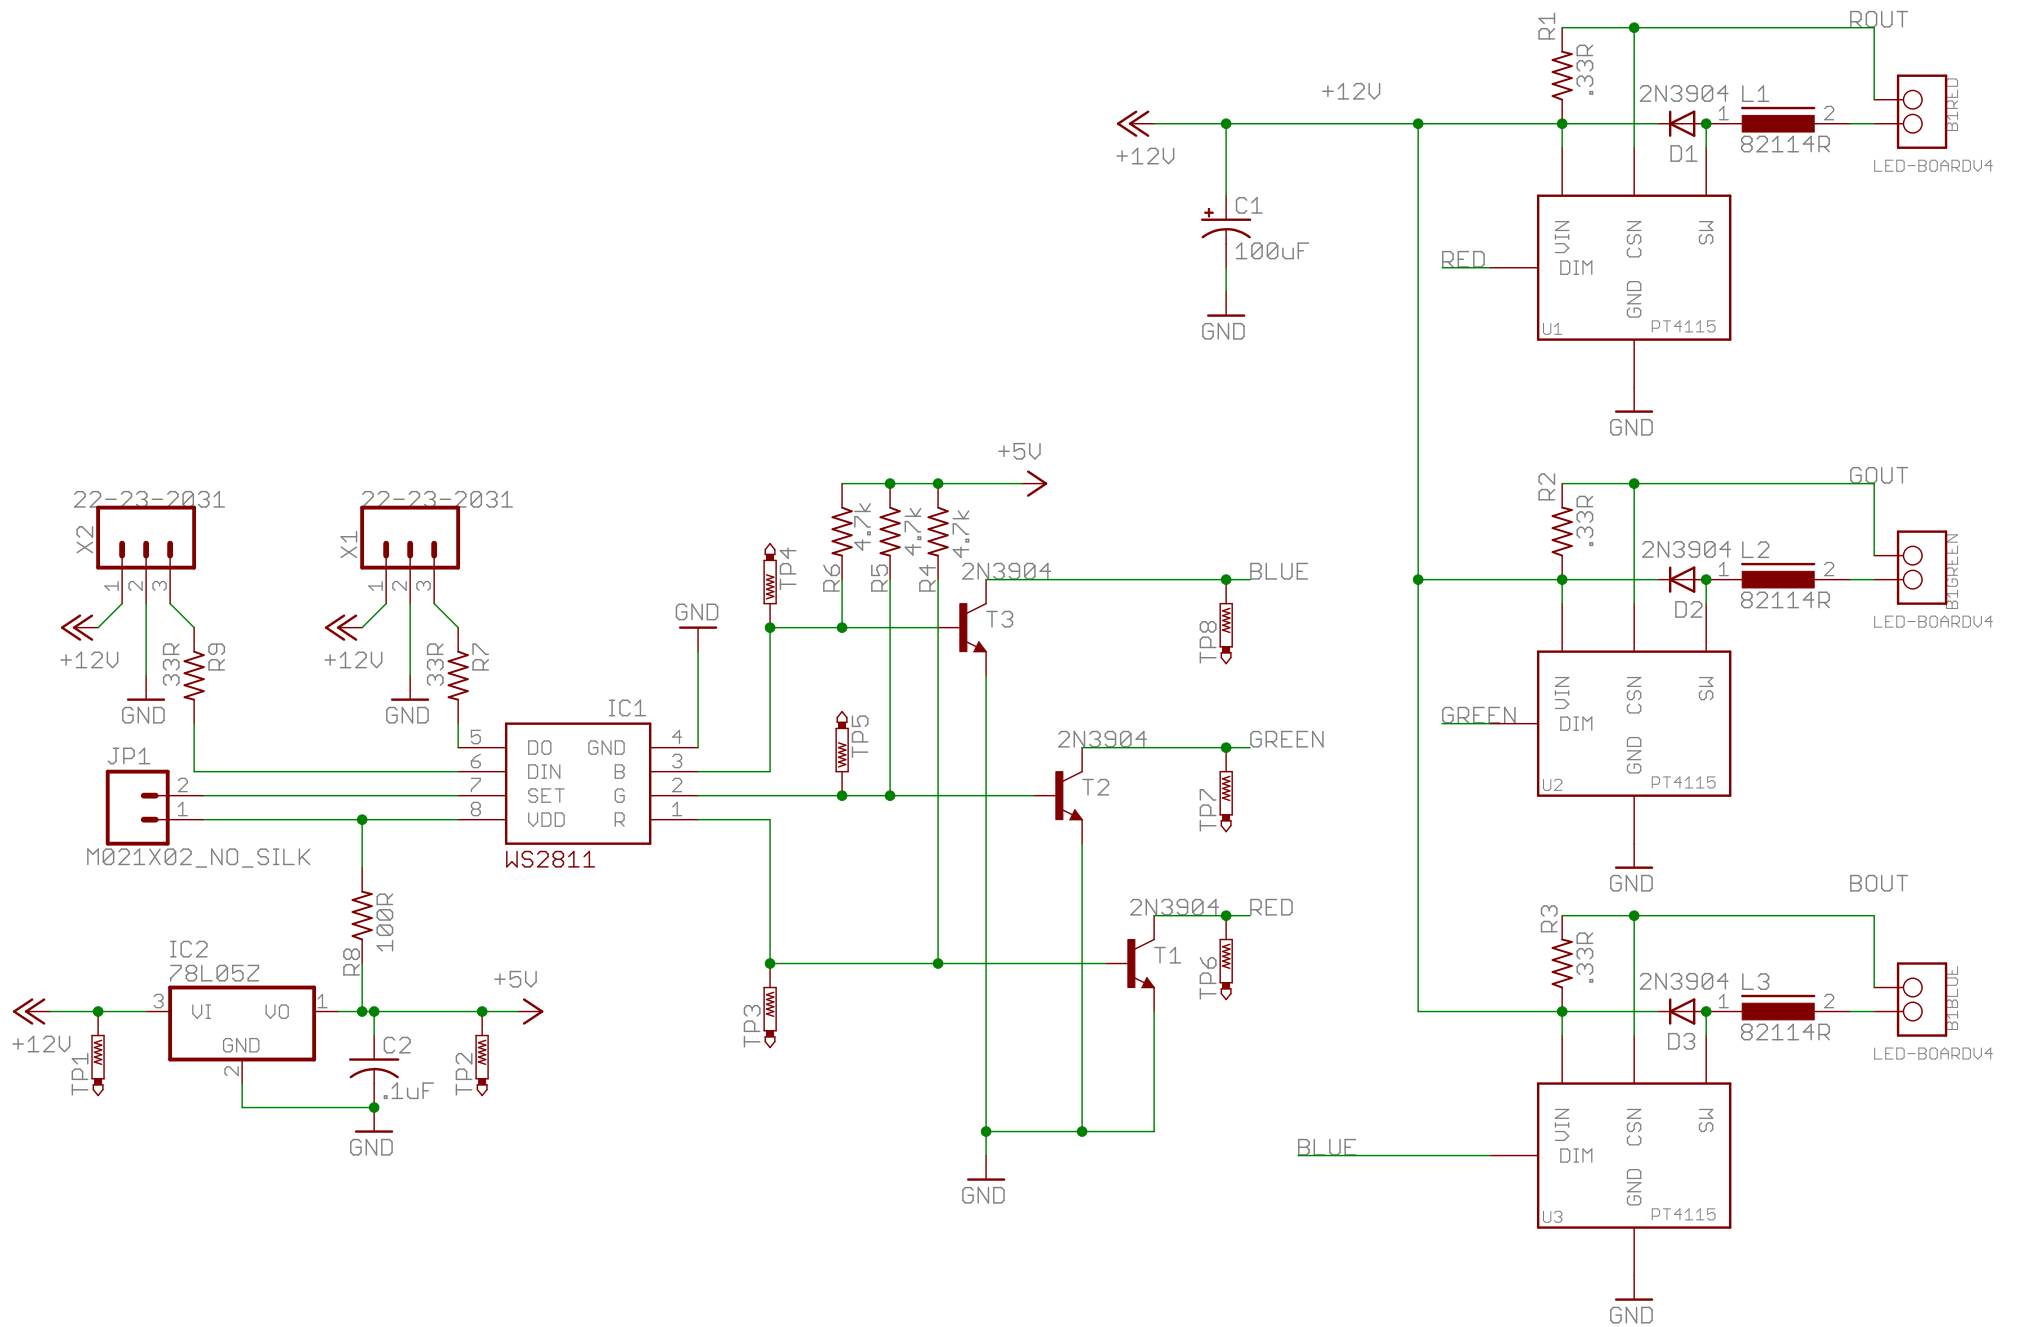 R1
.33R
ROUT
+12V
+12V
2N3904
L1
1
2
D1
82114R
B1RED
LED-BOARDV4
C1
100uF
GND
RED
VIN
CSN
SW
DIM
GND
U1
PT4115
GND
+5V
R2
.33R
GOUT
2N3904
L2
1
2
D2
82114R
B1GREEN
LED-BOARDV4
GREEN
VIN
CSN
SW
DIM
GND
U2
PT4115
GND
22-23-2031
X2
1
2
3
+12V
GND
33R
R9
22-23-2031
X1
1
2
3
+12V
GND
33R
R7
4.7k
4.7k
4.7k
R6
R5
R4
TP4
2N3904
T3
BLUE
TP8
GND
IC1
5
DO
GND
4
6
DIN
B
3
7
SET
G
2
8
VDD
R
1
WS2811
TP5
2N3904
T2
GREEN
TP7
JP1
2
1
M021X02_NO_SILK
100R
R8
2N3904
T1
RED
TP6
TP3
GND
IC2
78L05Z
3
VI
VO
1
GND
2
+12V
TP1
+5V
C2
.1uF
TP2
GND
R3
.33R
BOUT
2N3904
L3
1
2
D3
82114R
B1BLUE
LED-BOARDV4
BLUE
VIN
CSN
SW
DIM
GND
U3
PT4115
GND